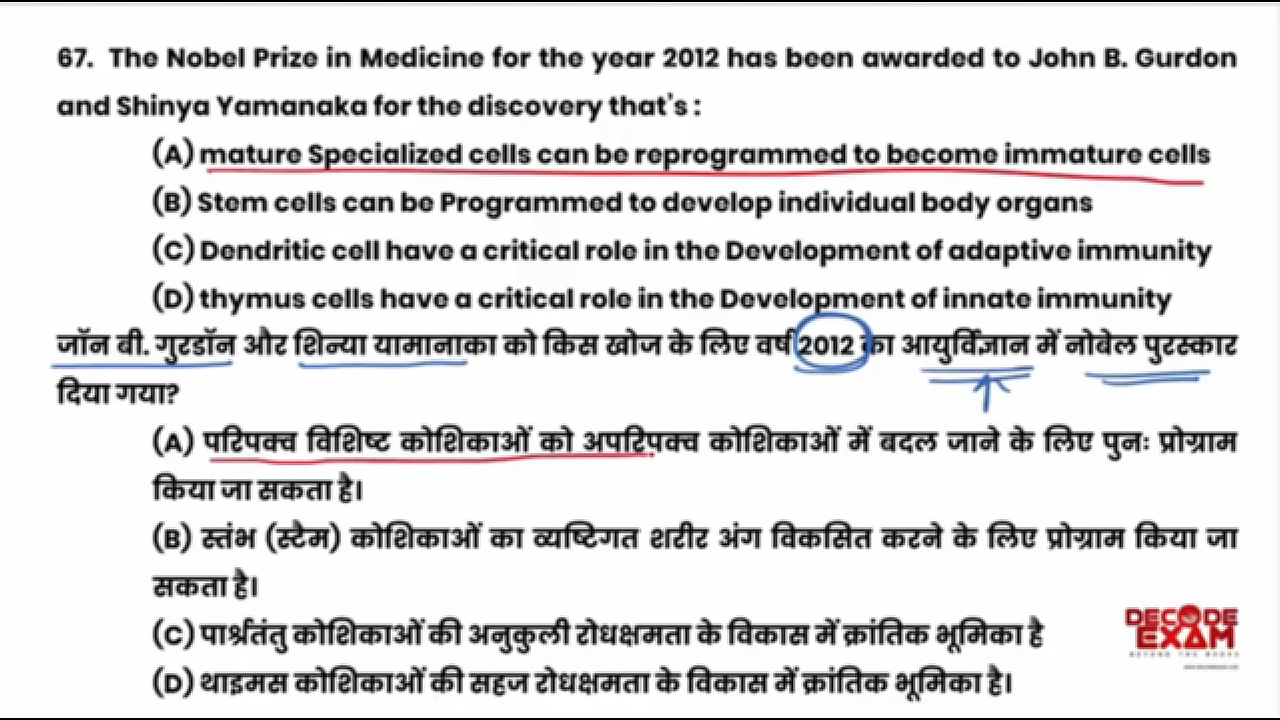 67. The Nobel Prize in Medicine for the year 2012 has been awarded to John B. Gurdon
and Shinya Yamanaka for the discovery that's :
(A) mature Specialized cells can be reprogrammed to become immature cells
(B) Stem cells can be Programmed to develop individual body organs
(C) Dendritic cell have a critical role in the Development of adaptive immunity
(D) thymus cells have a critical role in the Development of innate immunity
जॉन बी. गुरडॉन और शिन्या यामानाका को किस खोज के लिए वर्ष 2012 का आयुर्विज्ञान में नोबेल पुरस्कार
दिया गया?
(A) परिपक्व विशिष्ट कोशिकाओं को अपरिपक्व कोशिकाओं में बदल जाने के लिए पुनः प्रोग्राम
किया जा सकता है।
(B) स्तंभ (स्टैम) कोशिकाओं का व्यष्टिगत शरीर अंग विकसित करने के लिए प्रोग्राम किया जा
सकता है।
(C) पार्श्रतंतु कोशिकाओं की अनुकुली रोधक्षमता के विकास में क्रांतिक भूमिका है
(D) थाइमस कोशिकाओं की सहज रोधक्षमता के विकास में क्रांतिक भूमिका है।
DECODE
EXAM